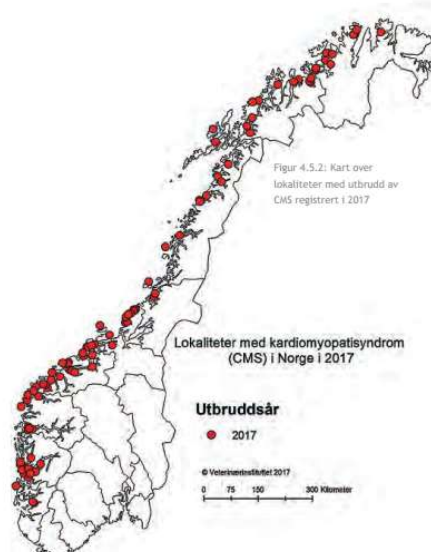 Figur 4.5.2: Kart over
lokaliteter med utbrudd av
CMS registrert i 2017
Lokaliteter med kardiomyopatisyndrom
(CMS) i Norge i 2017
Utbruddsår
2017
© Veterinærinstituttet 2017
0 75 150 300 Kilometer